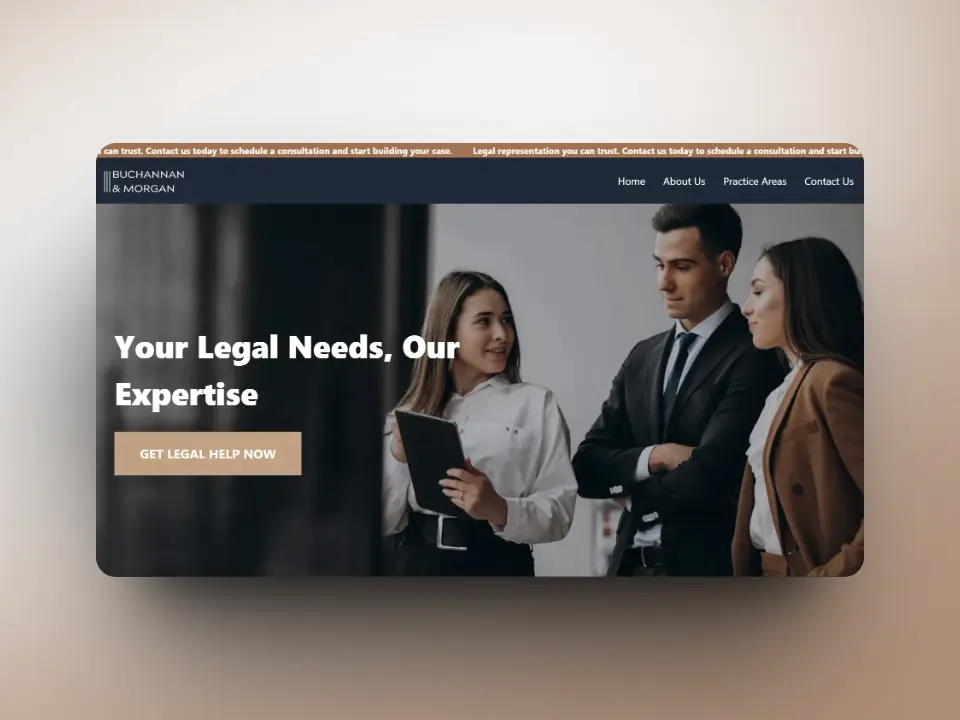 can trust. Contact us today to schedule a consultation and start building your case. Legal representation you can trust. Contact us today to schedule a consultation and start bu
BUCHANNAN
& MORGAN
Home About Us Practice Areas Contact Us
Your Legal Needs, Our
Expertise
GET LEGAL HELP NOW